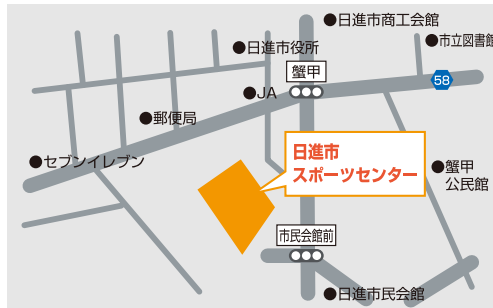 日進市商工会館
日進市役所
市立図書館
蟹甲
58
JA
郵便局
セブンイレブン
日進市
スポーツセンター
蟹甲
公民館
市民会館前
日進市民会館